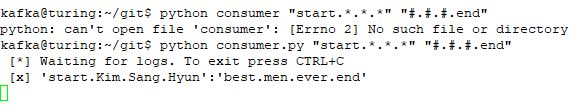 kafka@turing:~/git$ python consumer "start.*.*.*" "#.#.#.end"
python: can't open file 'consumer': [Errno 2] No such file or directory
kafka@turing:~/git$ python consumer.py "start.*.*.*" "#.#.#.end"
[*] Waiting for logs. To exit press CTRL+C
[x] 'start.Kim.Sang.Hyun':'best.men.ever.end'